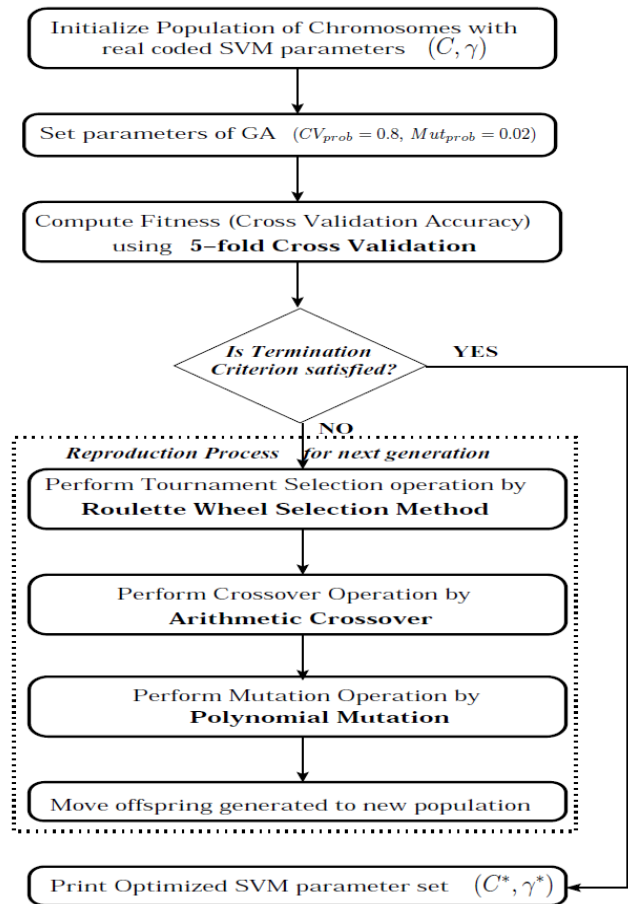 Initialize Population of Chromosomes with
real coded SVM parameters (C, γ)
Set parameters of GA (CV_prob = 0.8, Mut_prob = 0.02)
Compute Fitness (Cross Validation Accuracy)
using 5-fold Cross Validation
Is Termination
Criterion satisfied?
YES
NO
Reproduction Process for next generation
Perform Tournament Selection operation by
Roulette Wheel Selection Method
Perform Crossover Operation by
Arithmetic Crossover
Perform Mutation Operation by
Polynomial Mutation
Move offspring generated to new population
Print Optimized SVM parameter set (C*, γ*)